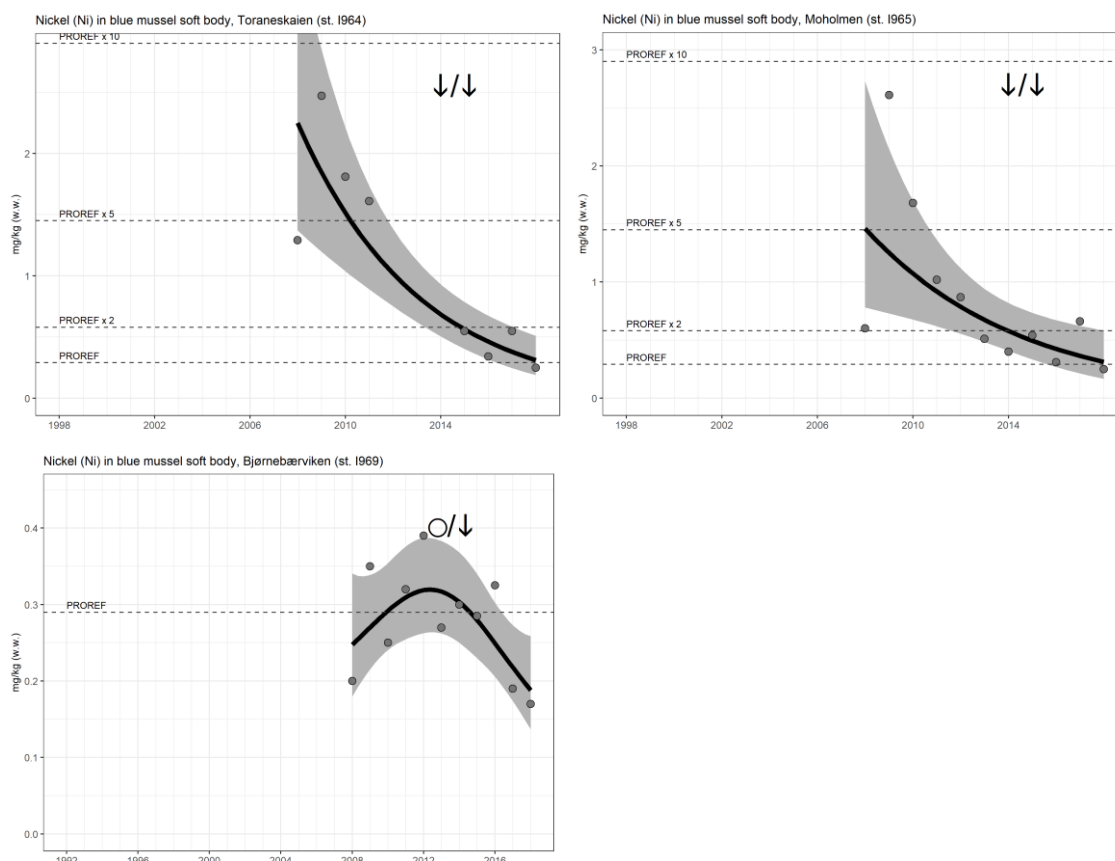 Nickel (Ni) in blue mussel soft body, Toraneskaien (st. I964)
PROREF x 10
↓/↓
2
PROREF x 5
mg/kg (w.w.)
1
PROREF x 2
PROREF
0
1998 2002 2006 2010 2014
Nickel (Ni) in blue mussel soft body, Moholmen (st. I965)
3
PROREF x 10
↓/↓
2
PROREF x 5
mg/kg (w.w.)
1
PROREF x 2
PROREF
0
1998 2002 2006 2010 2014
Nickel (Ni) in blue mussel soft body, Bjørnebærviken (st. I969)
0.4
○/↓
0.3
PROREF
mg/kg (w.w.)
0.2
0.1
0.0
1992 1996 2000 2004 2008 2012 2016